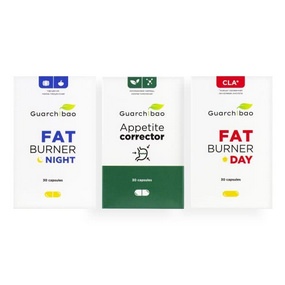 Guarchibao
FAT
BURNER
NIGHT
30 capsules
Guarchibao
Appetite
corrector
30 capsules
CLA*
Guarchibao
FAT
BURNER
DAY
30 capsules